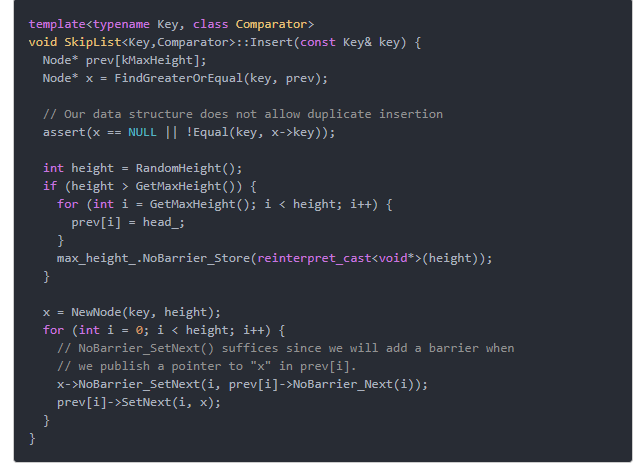 template<typename Key, class Comparator>
void SkipList<Key,Comparator>::Insert(const Key& key) {
  Node* prev[kMaxHeight];
  Node* x = FindGreaterOrEqual(key, prev);

  // Our data structure does not allow duplicate insertion
  assert(x == NULL || !Equal(key, x->key));

  int height = RandomHeight();
  if (height > GetMaxHeight()) {
    for (int i = GetMaxHeight(); i < height; i++) {
      prev[i] = head_;
    }
    max_height_.NoBarrier_Store(reinterpret_cast<void*>(height));
  }

  x = NewNode(key, height);
  for (int i = 0; i < height; i++) {
    // NoBarrier_SetNext() suffices since we will add a barrier when
    // we publish a pointer to "x" in prev[i].
    x->NoBarrier_SetNext(i, prev[i]->NoBarrier_Next(i));
    prev[i]->SetNext(i, x);
  }
}